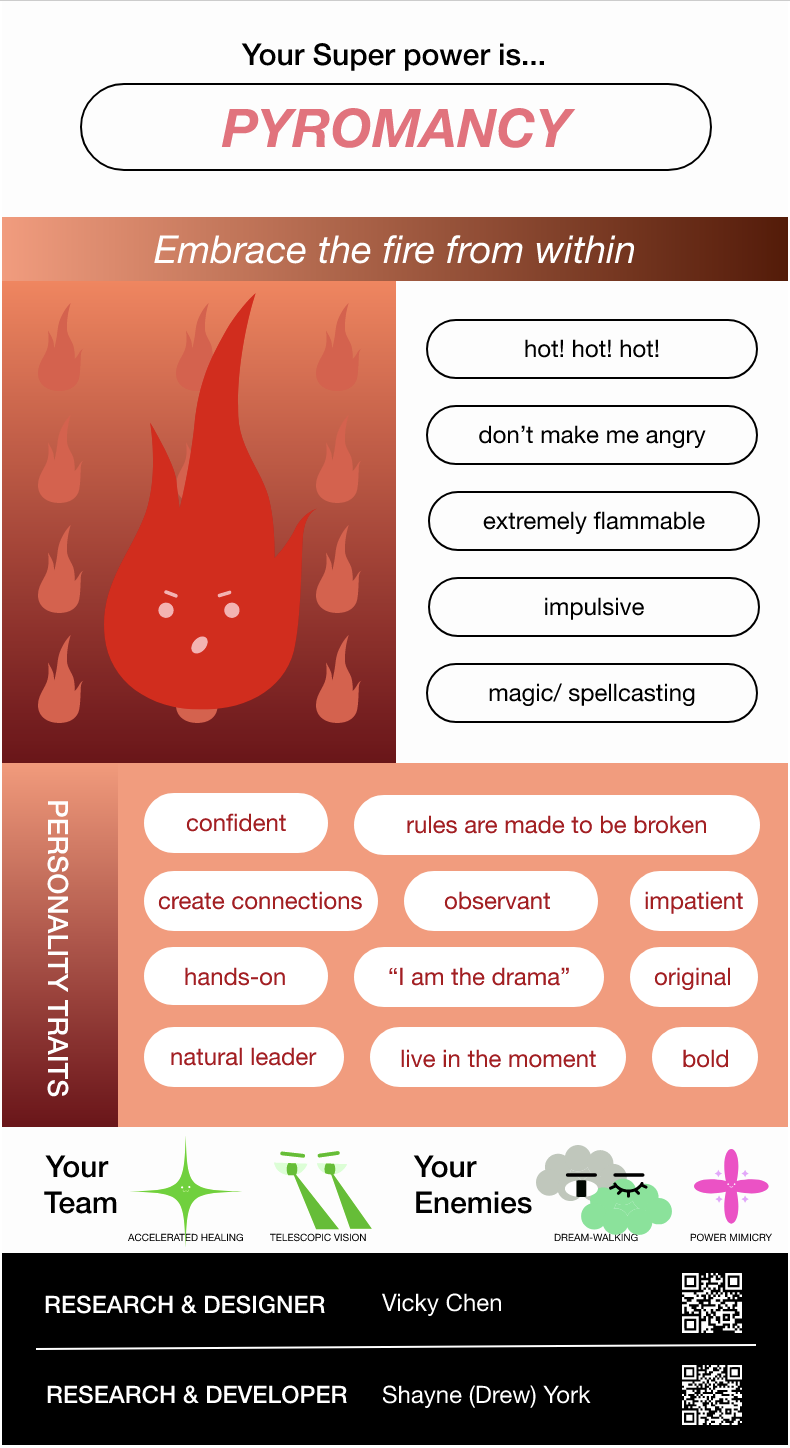 Your Super power is...
PYROMANCY
Embrace the fire from within
hot! hot! hot!
don’t make me angry
extremely flammable
impulsive
magic/ spellcasting
PERSONALITY TRAITS
confident
rules are made to be broken
create connections
observant
impatient
hands-on
“I am the drama”
original
natural leader
live in the moment
bold
Your
Team
ACCELERATED HEALING
TELESCOPIC VISION
Your
Enemies
DREAM-WALKING
POWER MIMICRY
RESEARCH & DESIGNER
Vicky Chen
RESEARCH & DEVELOPER
Shayne (Drew) York